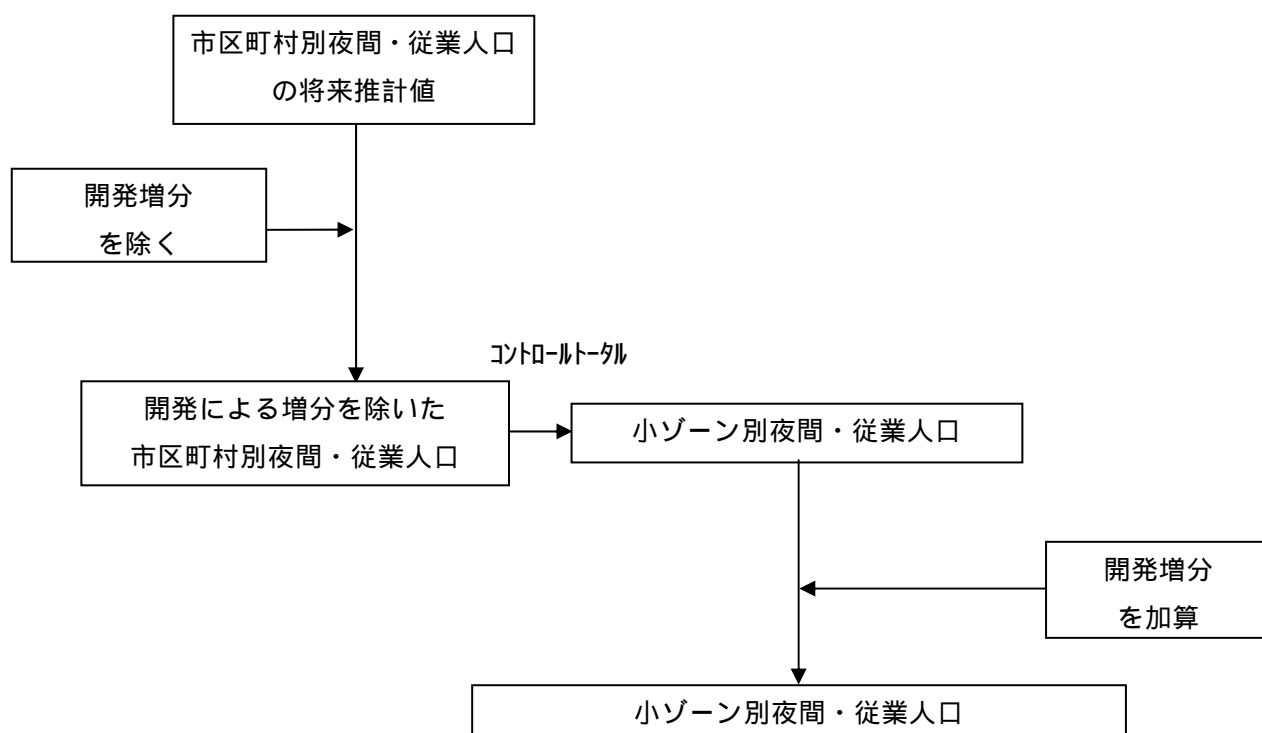 市区町村別夜間・従業人口
の将来推計値
開発増分
を除く
コントロールトータル
開発による増分を除いた
市区町村別夜間・従業人口
小ゾーン別夜間・従業人口
開発増分
を加算
小ゾーン別夜間・従業人口